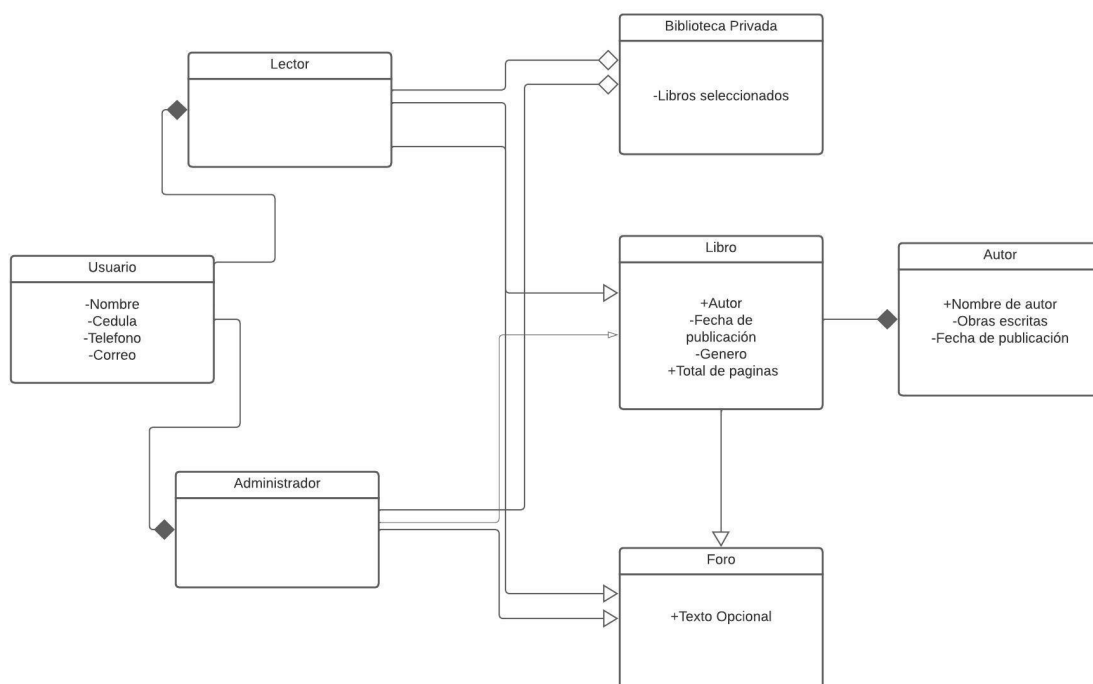 Biblioteca Privada
-Libros seleccionados
Lector
Usuario
-Nombre
-Cedula
-Telefono
-Correo
Libro
+Autor
-Fecha de
publicación
-Genero
+Total de paginas
Autor
+Nombre de autor
-Obras escritas
-Fecha de publicación
Administrador
Foro
+Texto Opcional